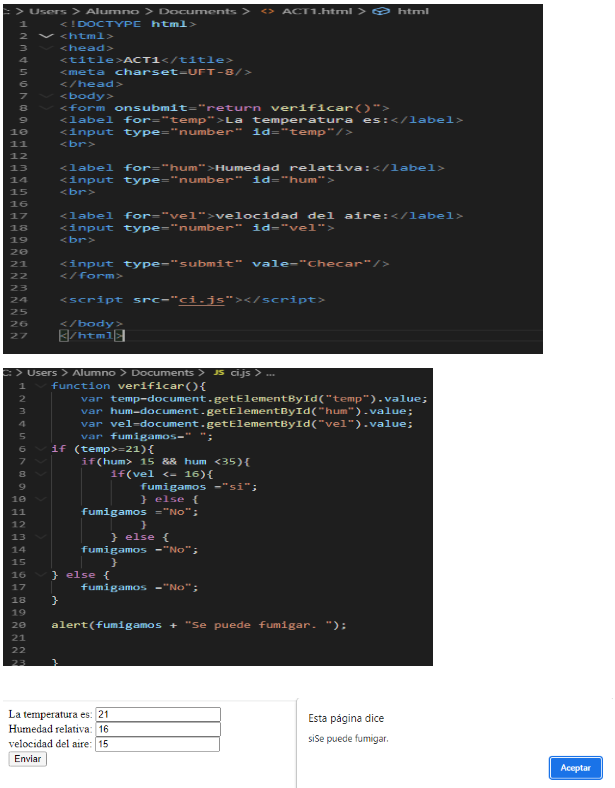 C: > Users > Alumno > Documents > <> ACT1.html > html
1 <!DOCTYPE html>
2 <html>
3 <head>
4 <title>ACT1</title>
5 <meta charset=UFT-8/>
6 </head>
7 <body>
8 <form onsubmit="return verificar()">
9 <label for="temp">La temperatura es:</label>
10 <input type="number" id="temp"/>
11 <br>
12
13 <label for="hum">Humedad relativa:</label>
14 <input type="number" id="hum">
15 <br>
16
17 <label for="vel">velocidad del aire:</label>
18 <input type="number" id="vel">
19 <br>
20
21 <input type="submit" vale="Checar"/>
22 </form>
23
24 <script src="ci.js"></script>
25
26 </body>
27 </html>
C: > Users > Alumno > Documents > JS ci.js > ...
1 function verificar(){
2 var temp=document.getElementById("temp").value;
3 var hum=document.getElementById("hum").value;
4 var vel=document.getElementById("vel").value;
5 var fumigamos=" ";
6 if (temp>=21){
7 if(hum> 15 && hum <35){
8 if(vel <= 16){
9 fumigamos ="si";
10 } else {
11 fumigamos ="No";
12 }
13 } else {
14 fumigamos ="No";
15 }
16 } else {
17 fumigamos ="No";
18 }
19
20 alert(fumigamos + "Se puede fumigar. ");
21
22
23 }
La temperatura es: 21
Humedad relativa: 16
velocidad del aire: 15
Enviar
Esta página dice
siSe puede fumigar.
Aceptar